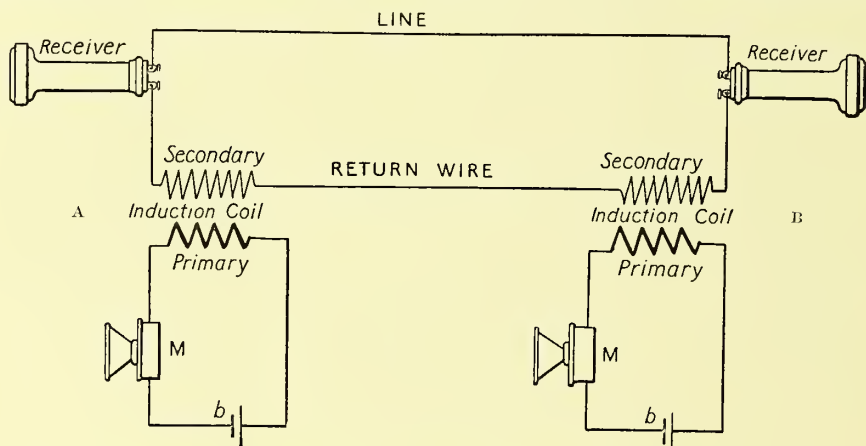 LINE
Receiver
Receiver
Secondary
RETURN WIRE
Secondary
A
Induction Coil
Induction Coil
B
Primary
Primary
M
M
b
b